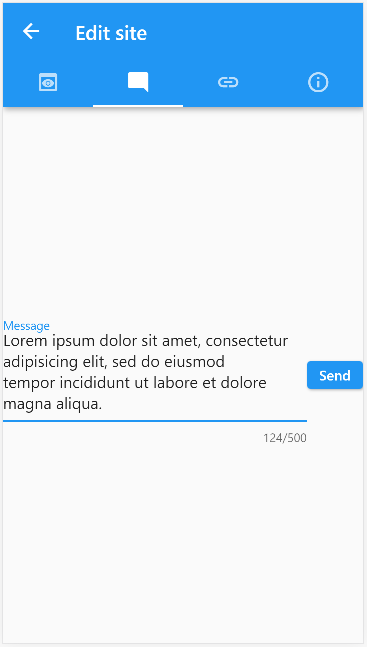 Edit site
Message
Lorem ipsum dolor sit amet, consectetur
adipisicing elit, sed do eiusmod
tempor incididunt ut labore et dolore
magna aliqua.
Send
124/500